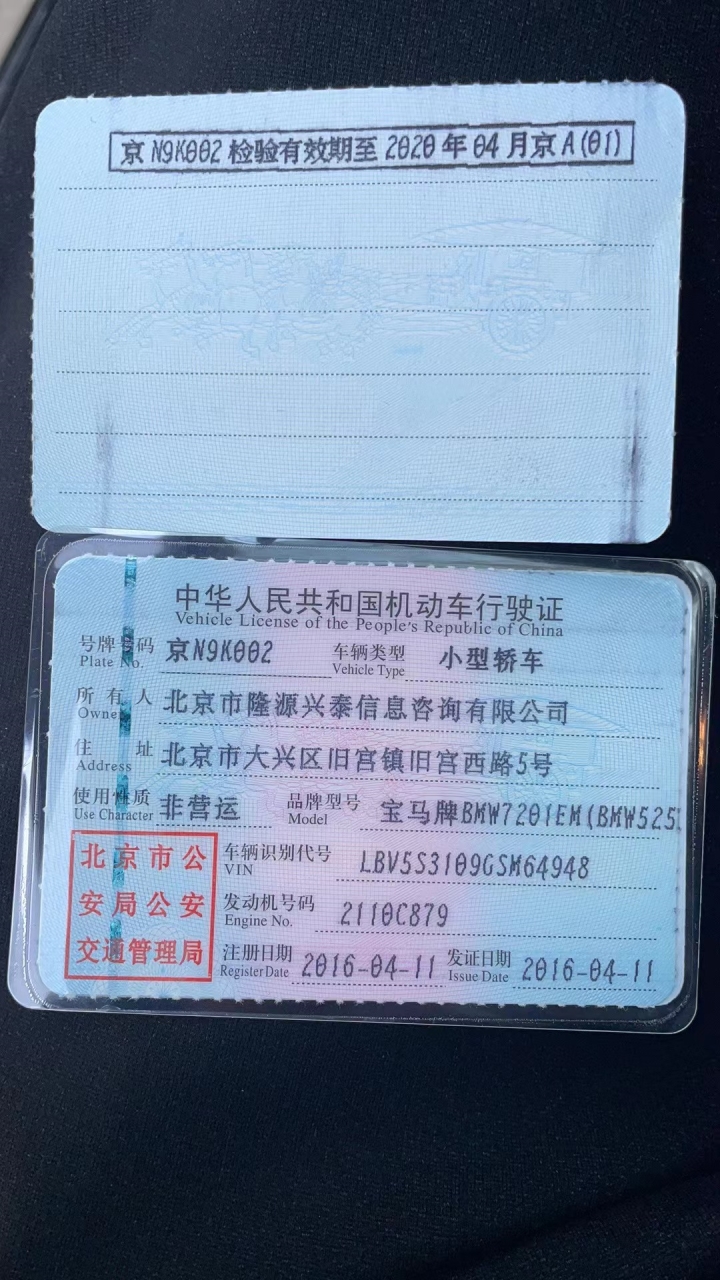 京N9K002检验有效期至2020年04月京A(01)
中华人民共和国机动车行驶证
Vehicle License of the People's Republic of China
号牌号码 京N9K002 车辆类型 小型轿车
Plate No. Vehicle Type
所有人 北京市隆源兴泰信息咨询有限公司
Owner
住址 北京市大兴区旧宫镇旧宫西路5号
Address
使用性质 非营运 品牌型号 宝马牌BMW7201EM(BMW525
Use Character Model
北京市公
安局公安
交通管理局
车辆识别代号 LBV5S3109GSM64948
VIN
发动机号码 2110C879
Engine No.
注册日期 2016-04-11 发证日期 2016-04-11
Register Date Issue Date